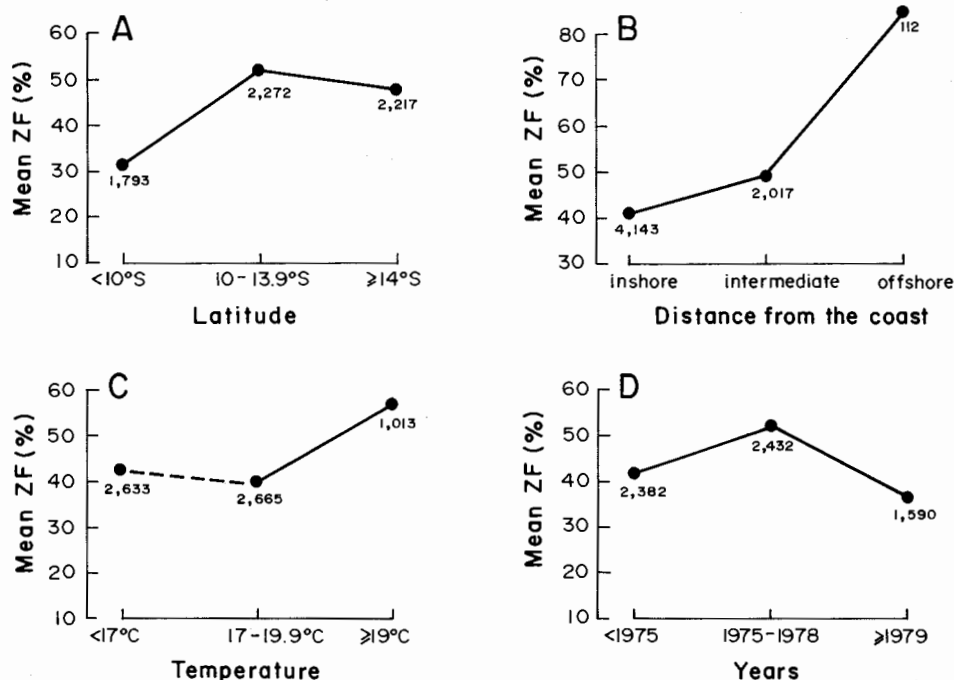 A
Mean ZF (%)
60
50
40
30
20
10
1,793
2,272
2,217
<10°S
10-13.9°S
⩾14°S
Latitude
B
Mean ZF (%)
80
70
60
50
40
30
4,143
2,017
112
inshore
intermediate
offshore
Distance from the coast
C
Mean ZF (%)
60
50
40
30
20
10
2,633
2,665
1,013
<17°C
17-19.9°C
⩾19°C
Temperature
D
Mean ZF (%)
60
50
40
30
20
10
2,382
2,432
1,590
<1975
1975-1978
⩾1979
Years